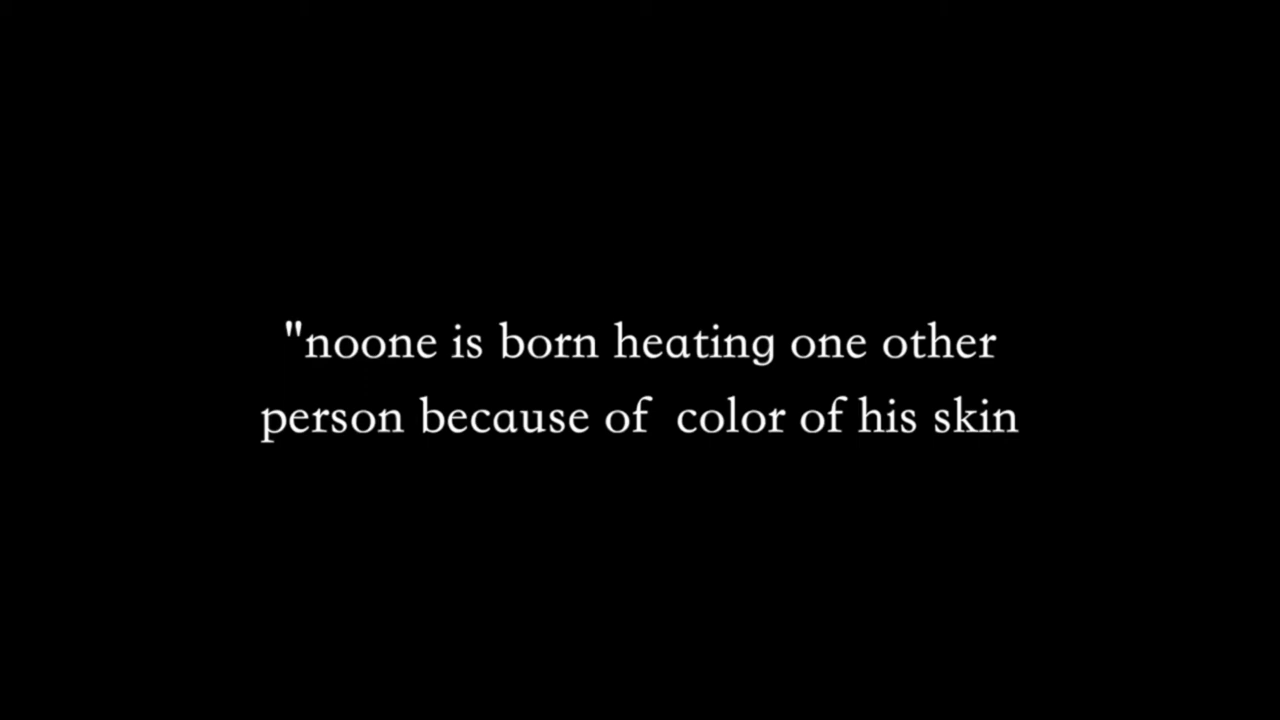 "noone is born heating one other
person because of  color of his skin